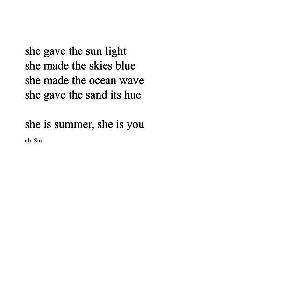 she gave the sun light
she made the skies blue
she made the ocean wave
she gave the sand its hue
she is summer, she is you